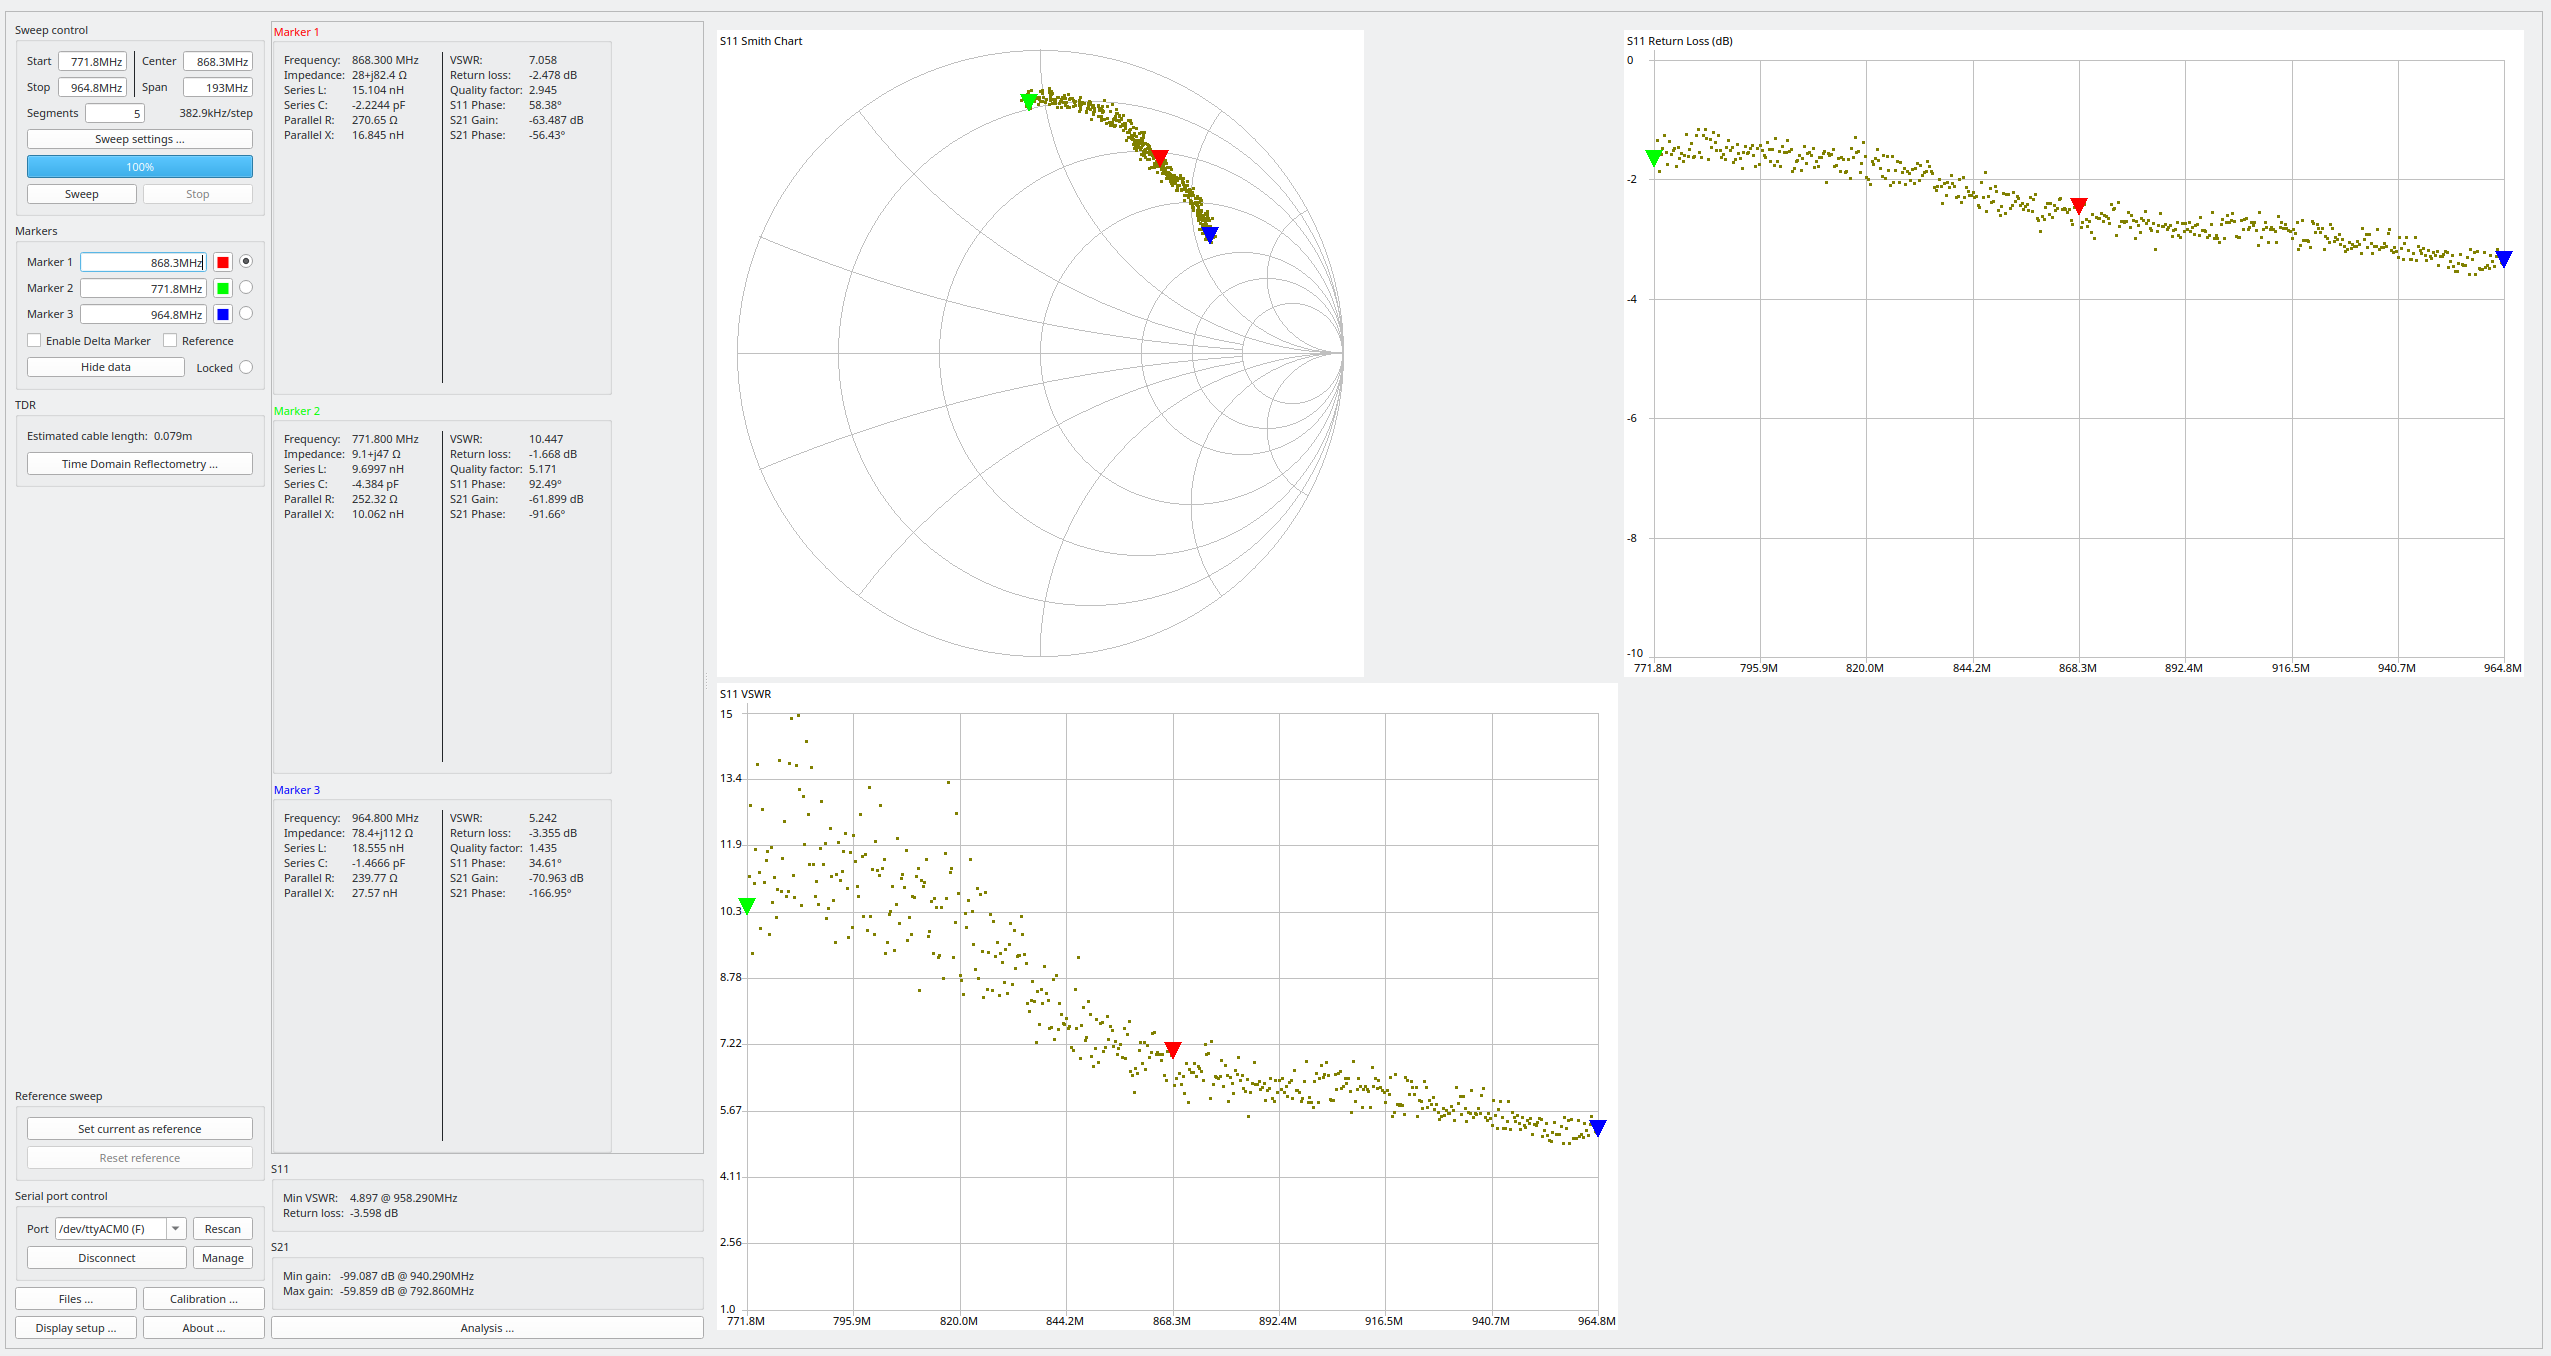 Sweep control
Start 771.8MHz Center 868.3MHz
Stop 964.8MHz Span 193MHz
Segments 5 382.9kHz/step
Sweep settings ...
100%
Sweep Stop
Markers
Marker 1 868.3MHz
Marker 2 771.8MHz
Marker 3 964.8MHz
Enable Delta Marker Reference
Hide data Locked
TDR
Estimated cable length: 0.079m
Time Domain Reflectometry ...
Reference sweep
Set current as reference
Reset reference
Serial port control
Port /dev/ttyACM0 (F) Rescan
Disconnect Manage
Files ... Calibration ...
Display setup ... About ...
Marker 1
Frequency: 868.300 MHz VSWR: 7.058
Impedance: 28+j82.4 Ω Return loss: -2.478 dB
Series L: 15.104 nH Quality factor: 2.945
Series C: -2.2244 pF S11 Phase: 58.38°
Parallel R: 270.65 Ω S21 Gain: -63.487 dB
Parallel X: 16.845 nH S21 Phase: -56.43°
Marker 2
Frequency: 771.800 MHz VSWR: 10.447
Impedance: 9.1+j47 Ω Return loss: -1.668 dB
Series L: 9.6997 nH Quality factor: 5.171
Series C: -4.384 pF S11 Phase: 92.49°
Parallel R: 252.32 Ω S21 Gain: -61.899 dB
Parallel X: 10.062 nH S21 Phase: -91.66°
Marker 3
Frequency: 964.800 MHz VSWR: 5.242
Impedance: 78.4+j112 Ω Return loss: -3.355 dB
Series L: 18.555 nH Quality factor: 1.435
Series C: -1.4666 pF S11 Phase: 34.61°
Parallel R: 239.77 Ω S21 Gain: -70.963 dB
Parallel X: 27.57 nH S21 Phase: -166.95°
S11
Min VSWR: 4.897 @ 958.290MHz
Return loss: -3.598 dB
S21
Min gain: -99.087 dB @ 940.290MHz
Max gain: -59.859 dB @ 792.860MHz
Analysis ...
S11 Smith Chart
S11 Return Loss (dB)
0
-2
-4
-6
-8
-10
771.8M 795.9M 820.0M 844.2M 868.3M 892.4M 916.5M 940.7M 964.8M
S11 VSWR
15
13.4
11.9
10.3
8.78
7.22
5.67
4.11
2.56
1.0
771.8M 795.9M 820.0M 844.2M 868.3M 892.4M 916.5M 940.7M 964.8M